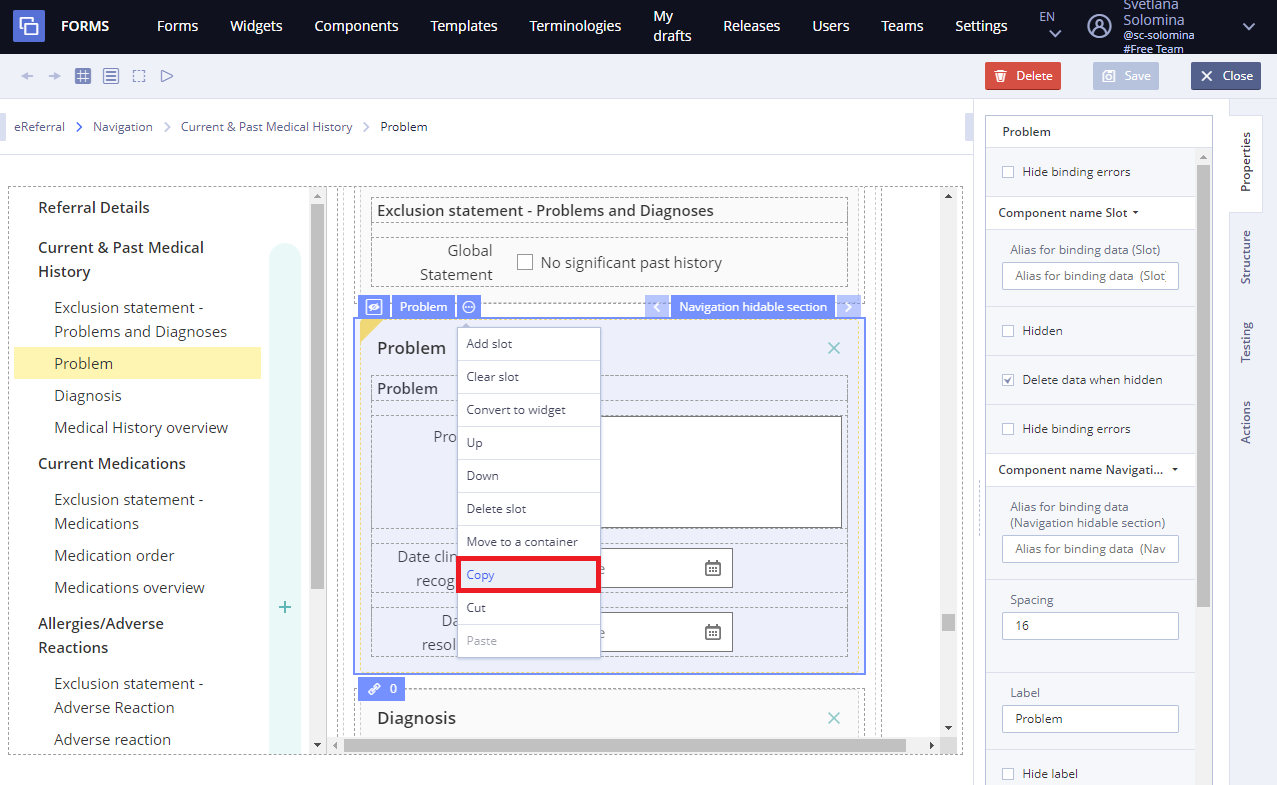 FORMS
Forms
Widgets
Components
Templates
Terminologies
My
drafts
Releases
Users
Teams
Settings
EN
Svetlana
Solomina
@sc-solomina
#Free Team
Delete
Save
Close
eReferral
Navigation
Current & Past Medical History
Problem
Referral Details
Current & Past Medical
History
Exclusion statement -
Problems and Diagnoses
Problem
Diagnosis
Medical History overview
Current Medications
Exclusion statement -
Medications
Medication order
Medications overview
Allergies/Adverse
Reactions
Exclusion statement -
Adverse Reaction
Adverse reaction
Exclusion statement - Problems and Diagnoses
Global
Statement
No significant past history
Problem
Navigation hidable section
Problem
Problem
Pro
Date clin
recog
e
Da
resol
e
Add slot
Clear slot
Convert to widget
Up
Down
Delete slot
Move to a container
Copy
Cut
Paste
0
Diagnosis
Problem
Hide binding errors
Component name Slot
Alias for binding data (Slot)
Alias for binding data (Slot)
Hidden
Delete data when hidden
Hide binding errors
Component name Navigati...
Alias for binding data
(Navigation hidable section)
Alias for binding data (Nav
Spacing
16
Label
Problem
Hide label
Properties
Structure
Testing
Actions